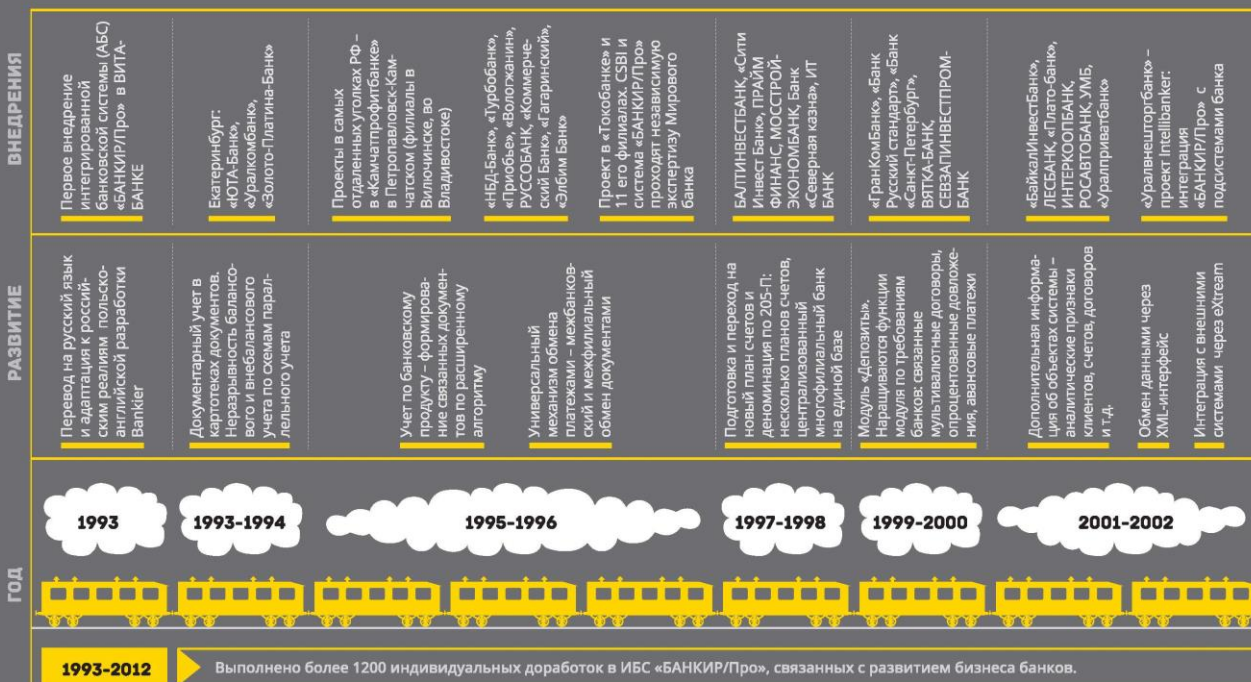 ВНЕДРЕНИЯ
Первое внедрение
интегрированной
банковской системы (АБС)
«БАНКИР/Про» в ВИТА-
БАНКЕ
Екатеринбург:
«ЮТА-Банк»,
«Уралкомбанк»,
«Золото-Платина-Банк»
Проекты в самых
отдаленных уголках РФ –
в «Камчатпрофитбанке»
в Петропавловск-Кам-
чатском (филиалы в
Вилючинске, во
Владивостоке)
«НБД-Банк», «Турбобанк»,
«Прибье», «Вологжанин»,
РУССОБАНК, «Коммерче-
ский Банк», «Гагаринский»,
«Элбим Банк»
Проект в «Токобанке» и
11 его филиалах. CSBI и
система «БАНКИР/Про»
проходят независимую
экспертизу Мирового
банка
БАЛТИНВЕСТБАНК, «Сити
Инвест Банк», ПРАЙМ
ФИНАНС, МОССТРОЙ-
ЭКОНОМБАНК, Банк
«Северная казна», ИТ
БАНК
«ГранКомБанк», «Банк
Русский стандарт», «Банк
«Санкт-Петербург»,
ВЯТКА-БАНК,
СЕВЗАПИНВЕСТПРОМ-
БАНК
«БайкалИнвестБанк»,
ЛЕСБАНК, «Плато-банк»,
ИНТЕРКООПБАНК,
РОСАВТОБАНК, УМБ,
«Уралприватбанк»
«Уралвнешторгбанк» –
проект Intellbanker:
интеграция
«БАНКИР/Про» с
подсистемами банка
РАЗВИТИЕ
Перевод на русский язык
и адаптация к россий-
ским реалиям польско-
английской разработки
Bankier
Документарный учет в
картотеках документов.
Неразрывность балансо-
вого и внебалансового
учета по схемам парал-
лельного учета
Учет по банковскому
продукту – формирова-
ние связанных докумен-
тов по расширенному
алгоритму
Универсальный
механизм обмена
платежами – межбанков-
ский и межфилиальный
обмен документами
Подготовка и переход на
новый план счетов и
деноминация по 205-П:
несколько планов счетов,
централизованный
многофилиальный банк
на единой базе
Модуль «Депозиты».
Наращиваются функции
модуля по требованиям
банков: связанные
мультивалютные договоры,
опроцентованные довложе-
ния, авансовые платежи
Дополнительная информа-
ция об объектах системы –
аналитические признаки
клиентов, счетов, договоров
и т.д.
Обмен данными через
XML-интерфейс
Интеграция с внешними
системами через eXtream
ГОД
1993
1993-1994
1995-1996
1997-1998
1999-2000
2001-2002
1993-2012
Выполнено более 1200 индивидуальных доработок в ИБС «БАНКИР/Про», связанных с развитием бизнеса банков.